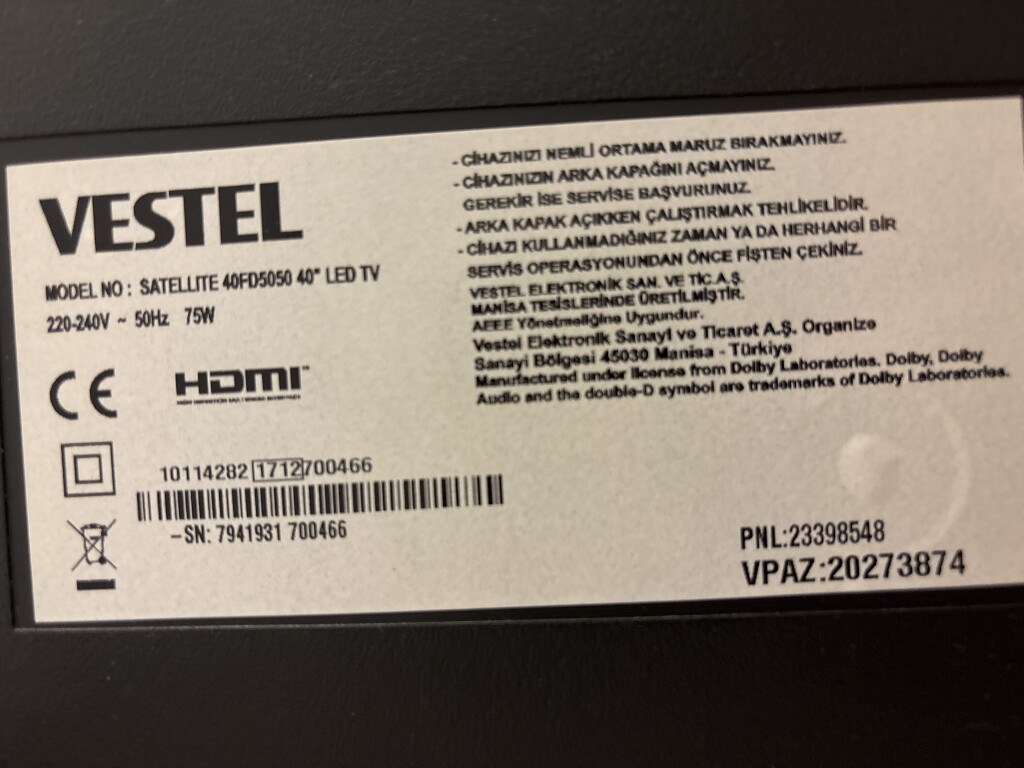 VESTEL
MODEL NO : SATELLITE 40FD5050 40" LED TV
220-240V ~ 50Hz 75W
CE
HDMI™
10114282 1712 700466
–SN: 7941931 700466
- CİHAZINIZI NEMLİ ORTAMA MARUZ BIRAKMAYINIZ.
- CİHAZINIZIN ARKA KAPAĞINI AÇMAYINIZ.
GEREKİR İSE SERVİSE BAŞVURUNUZ.
- ARKA KAPAK AÇIKKEN ÇALIŞTIRMAK TEHLİKELİDİR.
- CİHAZI KULLANMADIĞINIZ ZAMAN YA DA HERHANGİ BİR
SERVİS OPERASYONUNDAN ÖNCE FİŞTEN ÇEKİNİZ.
VESTEL ELEKTRONİK SAN. VE TİC.A.Ş.
MANİSA TESİSLERİNDE ÜRETİLMİŞTİR.
AEEE Yönetmeliğine Uygundur.
Vestel Elektronik Sanayi ve Ticaret A.Ş. Organize
Sanayi Bölgesi 45030 Manisa - Türkiye
Manufactured under license from Dolby Laboratories. Dolby, Dolby
Audio and the double-D symbol are trademarks of Dolby Laboratories.
PNL:23398548
VPAZ:20273874